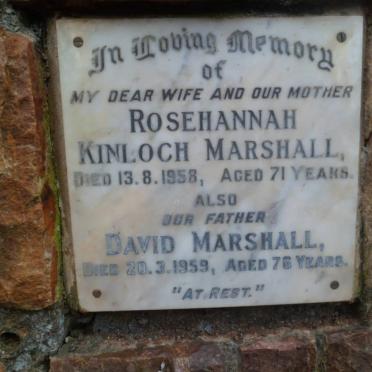 In Loving Memory
of
MY DEAR WIFE AND OUR MOTHER
ROSEHANNAH
KINLOCH MARSHALL,
DIED 13.8.1958, AGED 71 YEARS.
ALSO
OUR FATHER
DAVID MARSHALL,
DIED 20.3.1959, AGED 76 YEARS.
"AT REST."